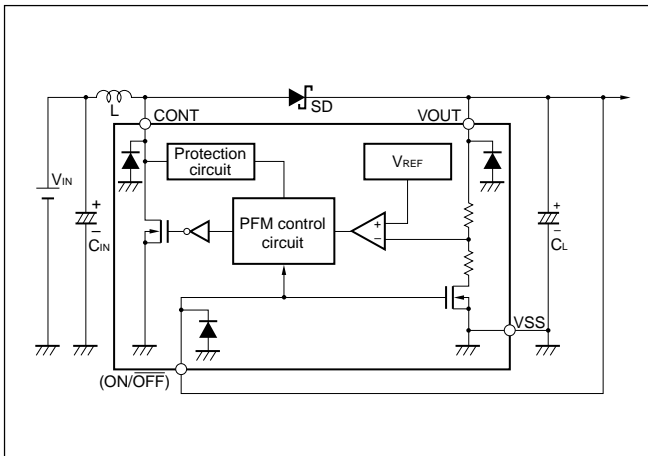 L
SD
CONT
VOUT
Protection
circuit
VREF
VIN
+
−
CIN
PFM control
circuit
+
−
+
−
CL
VSS
(ON/OFF)